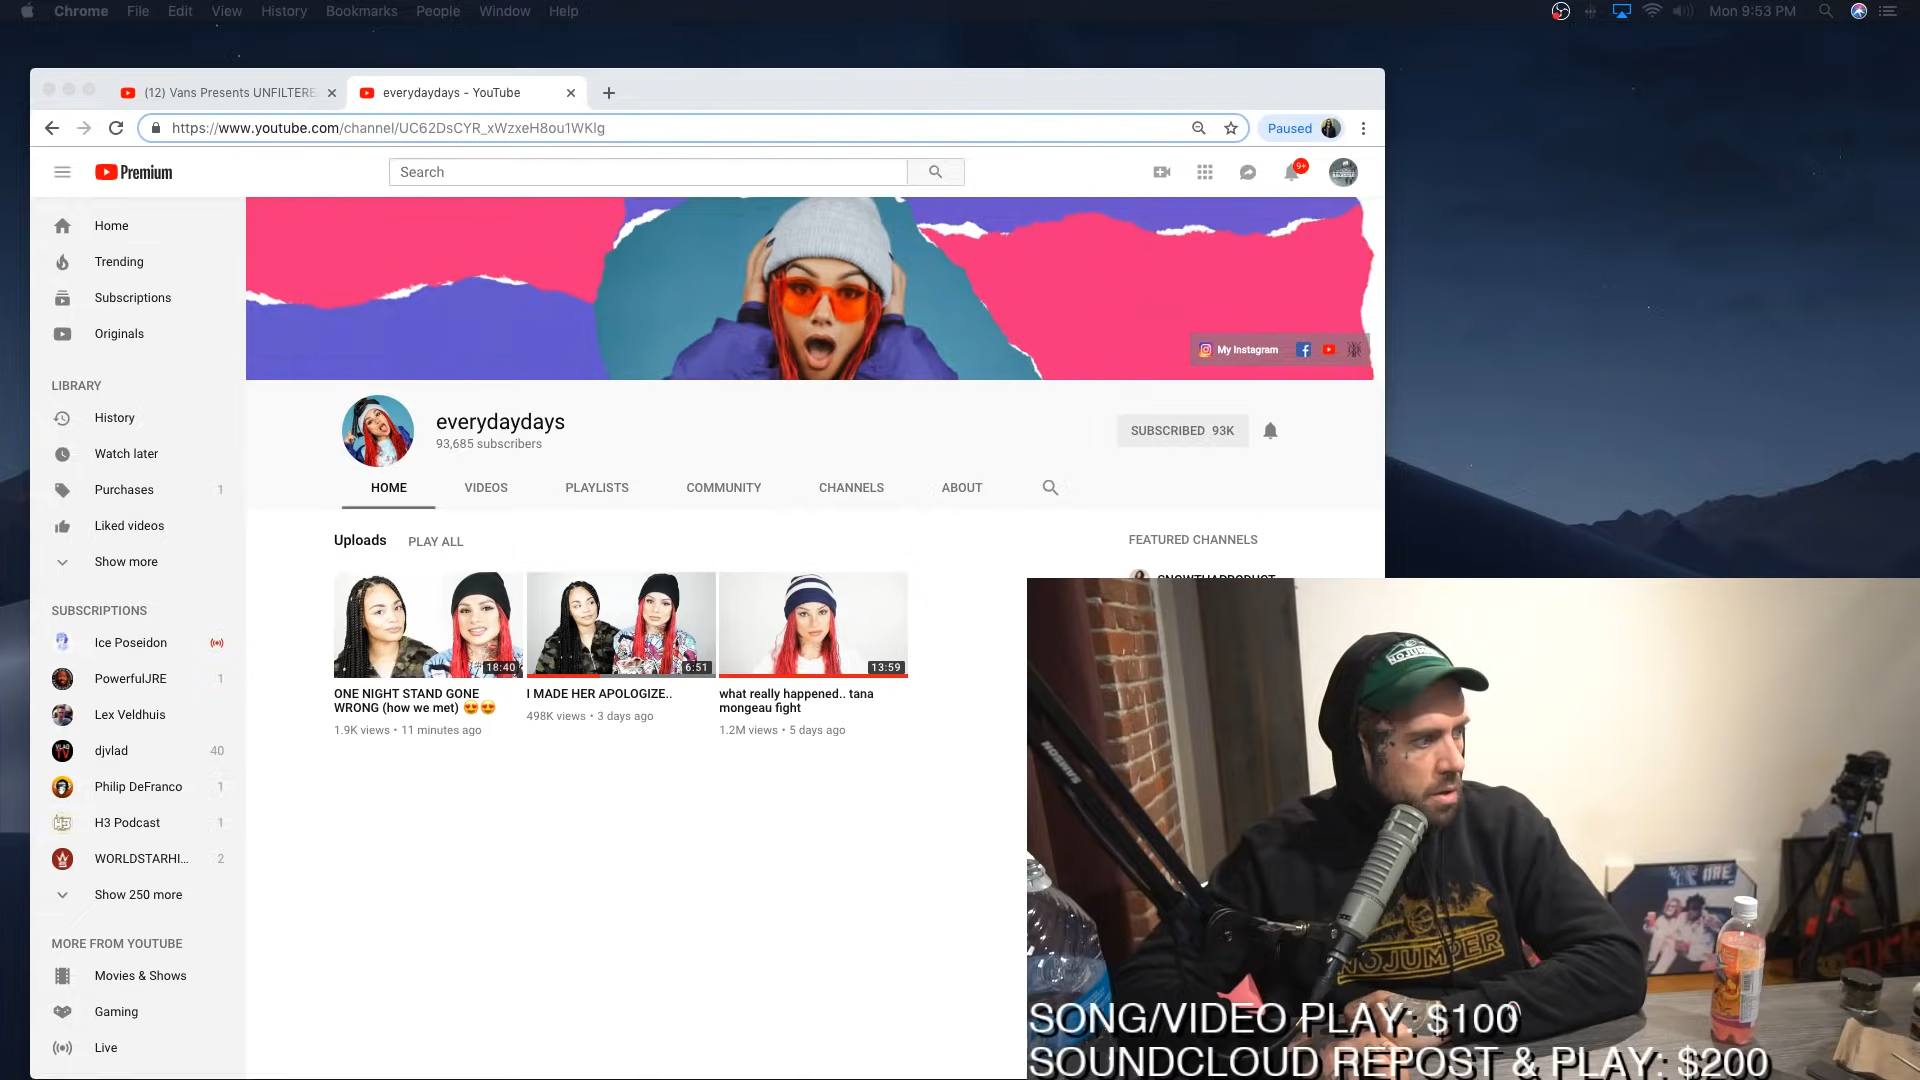 Chrome File Edit View History Bookmarks People Window Help
Mon 9:53 PM
(12) Vans Presents UNFILTERE
everydaydays - YouTube
https://www.youtube.com/channel/UC62DsCYR_xWzxeH8ou1WKlg
Paused
Premium
Search
9+
Home
Trending
Subscriptions
Originals
LIBRARY
History
Watch later
Purchases 1
Liked videos
Show more
SUBSCRIPTIONS
Ice Poseidon
PowerfulJRE 1
Lex Veldhuis
djvlad 40
Philip DeFranco 1
H3 Podcast 1
WORLDSTARHI... 2
Show 250 more
MORE FROM YOUTUBE
Movies & Shows
Gaming
Live
My Instagram
everydaydays
93,685 subscribers
SUBSCRIBED 93K
HOME
VIDEOS
PLAYLISTS
COMMUNITY
CHANNELS
ABOUT
Uploads PLAY ALL
18:40
ONE NIGHT STAND GONE
WRONG (how we met) 😍😍
1.9K views • 11 minutes ago
6:51
I MADE HER APOLOGIZE..
498K views • 3 days ago
13:59
what really happened.. tana
mongeau fight
1.2M views • 5 days ago
FEATURED CHANNELS
SNOWTHAPRODUCT
NOJUMPER
SAMSON
NOJUMPER
SONG/VIDEO PLAY: $100
SOUNDCLOUD REPOST & PLAY: $200